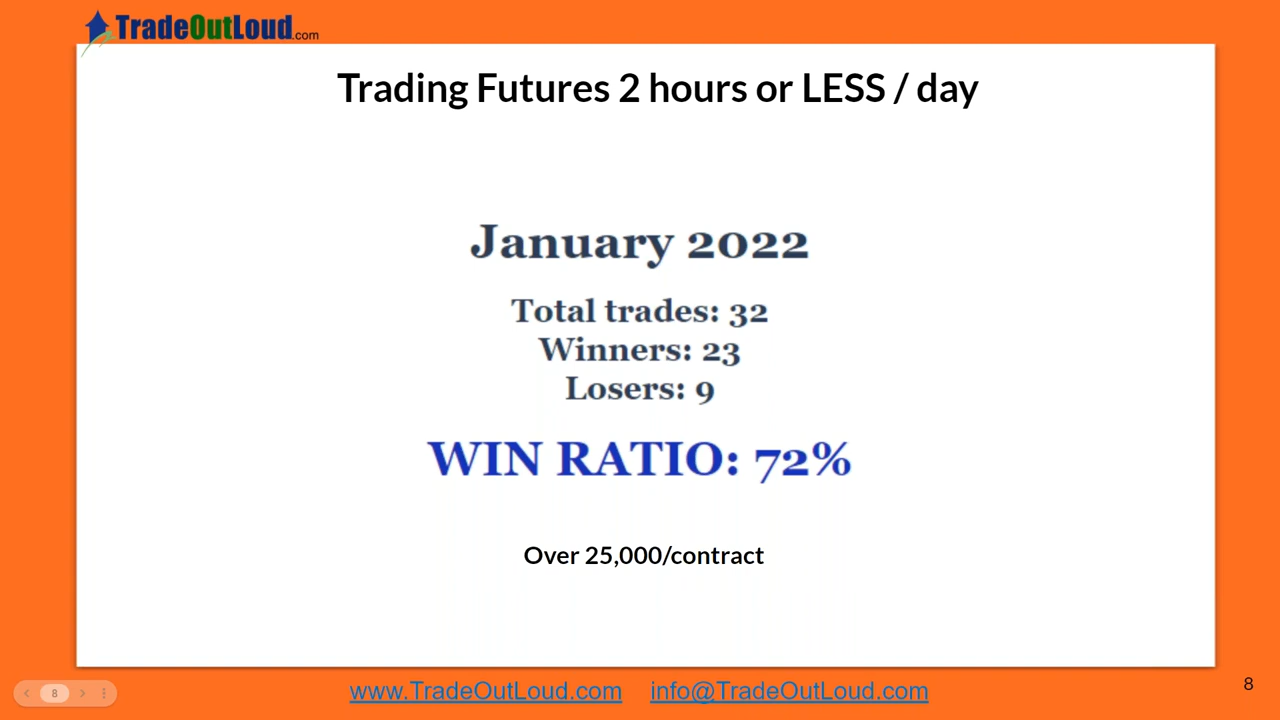 TradeOutLoud.com
Trading Futures 2 hours or LESS / day
January 2022
Total trades: 32
Winners: 23
Losers: 9
WIN RATIO: 72%
Over 25,000/contract
8
www.TradeOutLoud.com info@TradeOutLoud.com
8